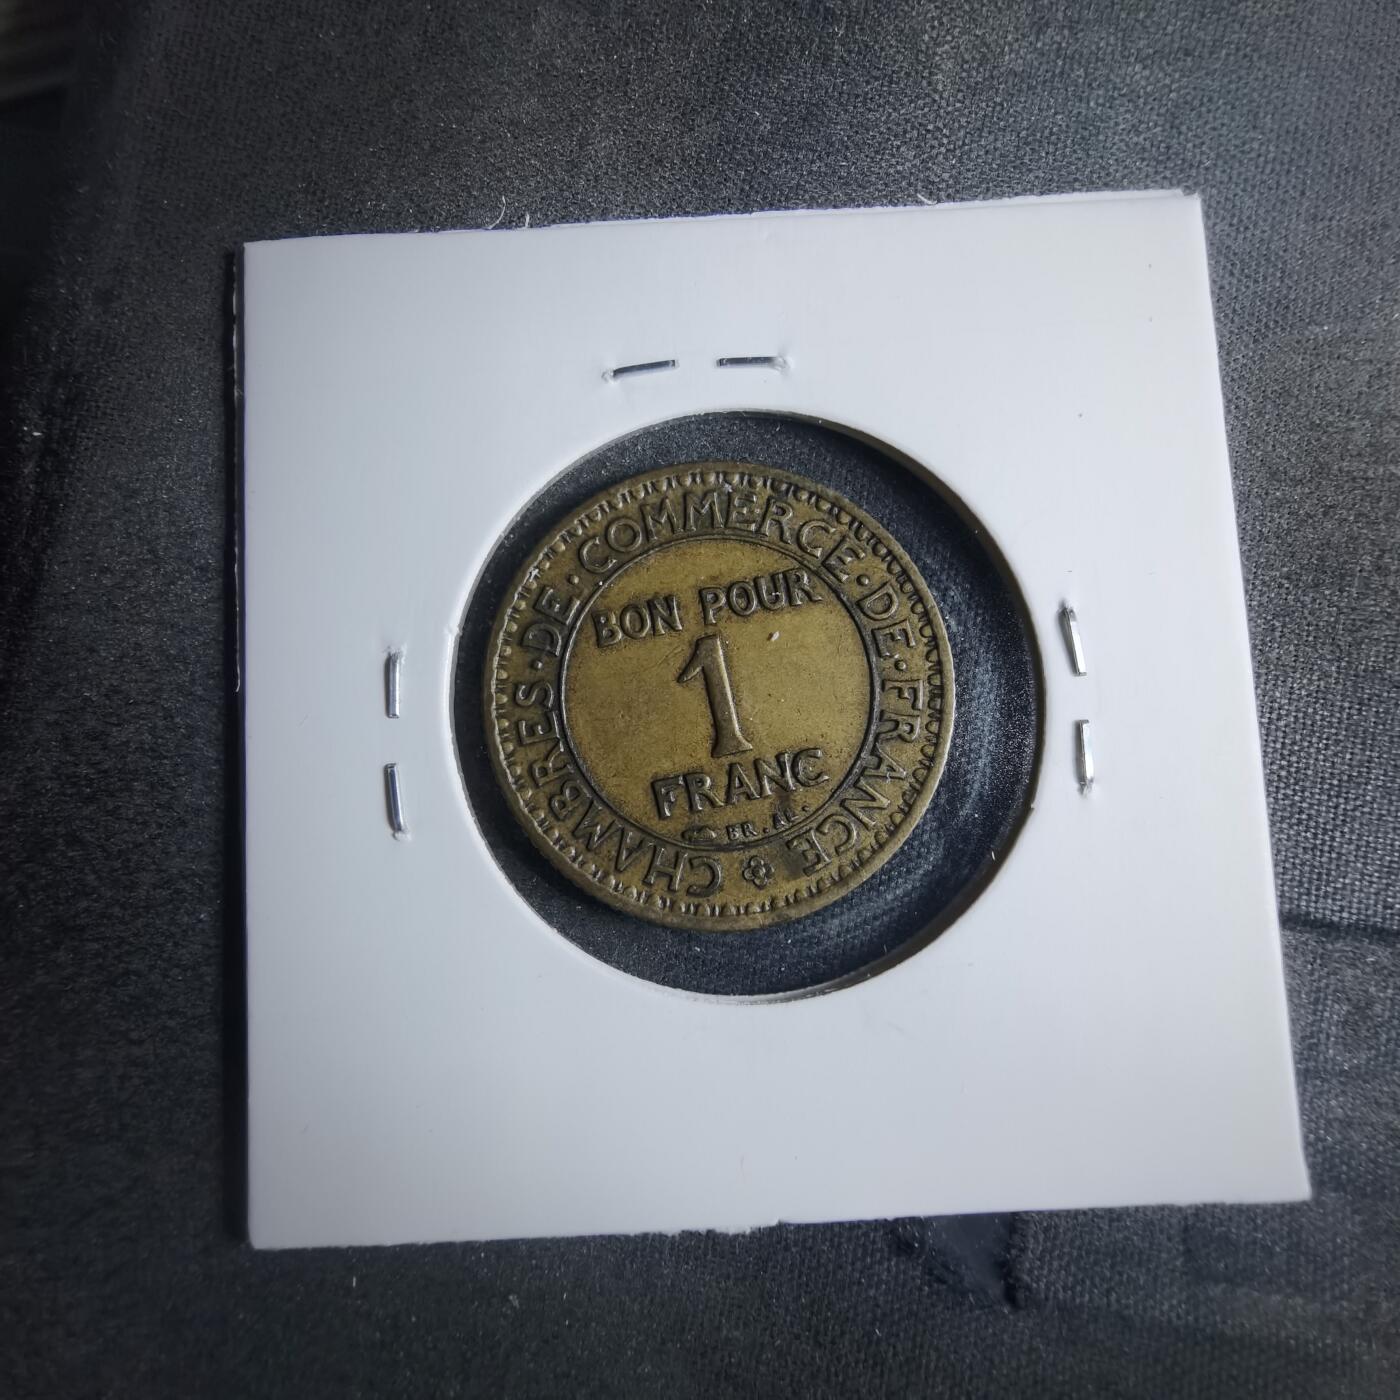 CHAMBRES·DE·COMMERCE·DE·FRANCE
BON POUR
1
FRANC
BR.AL.